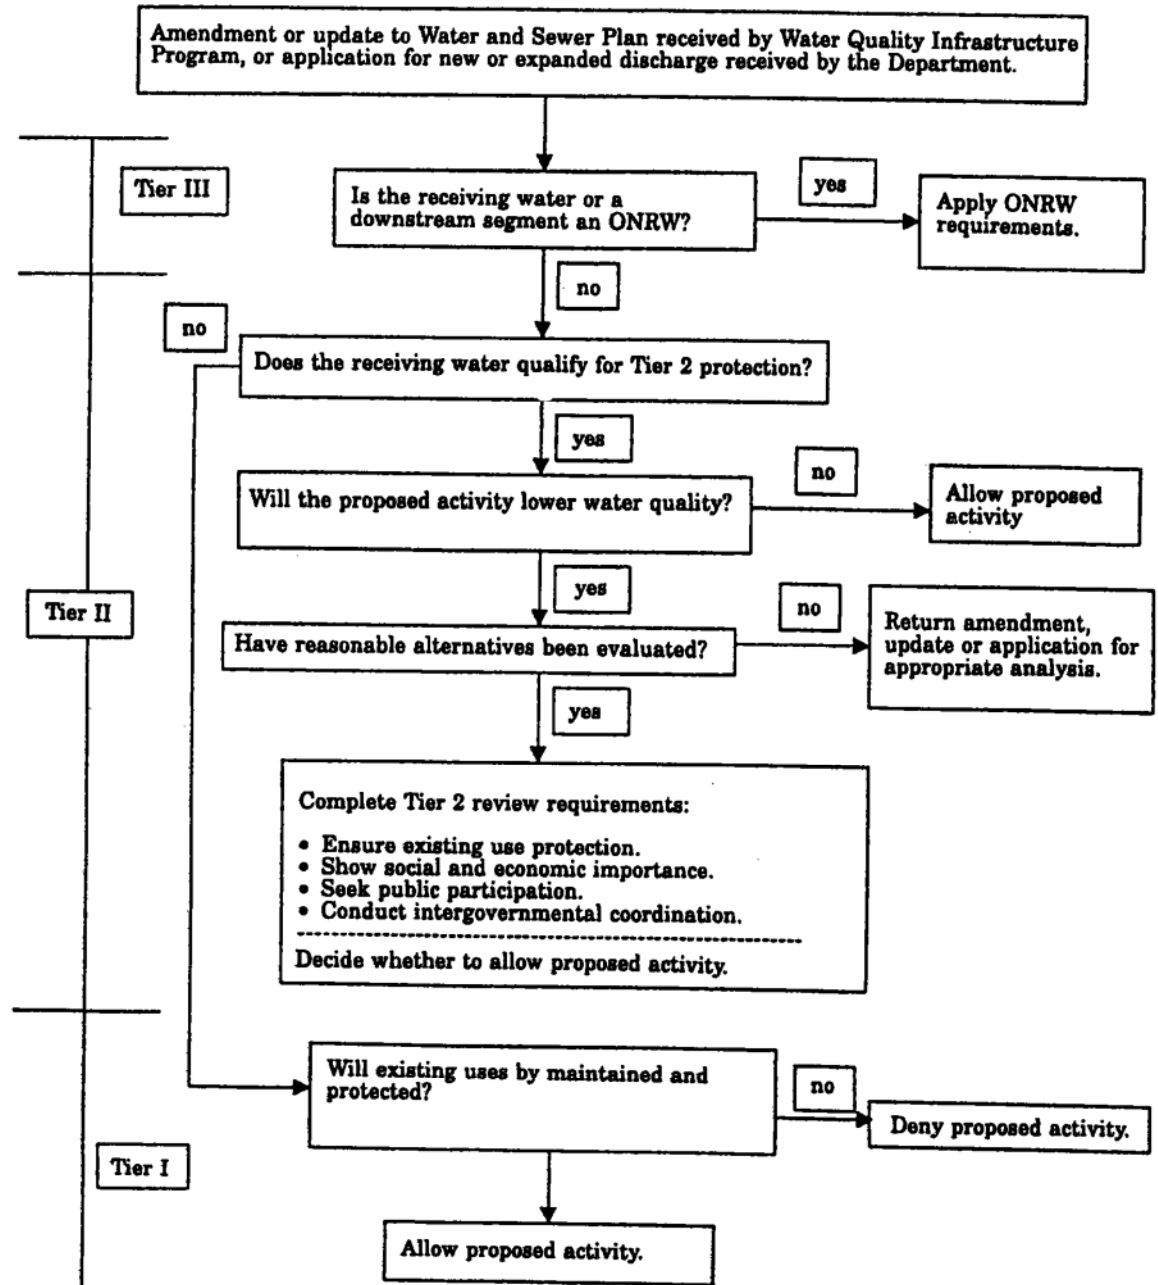 Amendment or update to Water and Sewer Plan received by Water Quality Infrastructure
Program, or application for new or expanded discharge received by the Department.
Tier III
Is the receiving water or a
downstream segment an ONRW?
yes
Apply ONRW
requirements.
no
no
Does the receiving water qualify for Tier 2 protection?
yes
Will the proposed activity lower water quality?
no
Allow proposed
activity
yes
Tier II
Have reasonable alternatives been evaluated?
no
Return amendment,
update or application for
appropriate analysis.
yes
Complete Tier 2 review requirements:
• Ensure existing use protection.
• Show social and economic importance.
• Seek public participation.
• Conduct intergovernmental coordination.
Decide whether to allow proposed activity.
Will existing uses by maintained and
protected?
no
Deny proposed activity.
Tier I
Allow proposed activity.